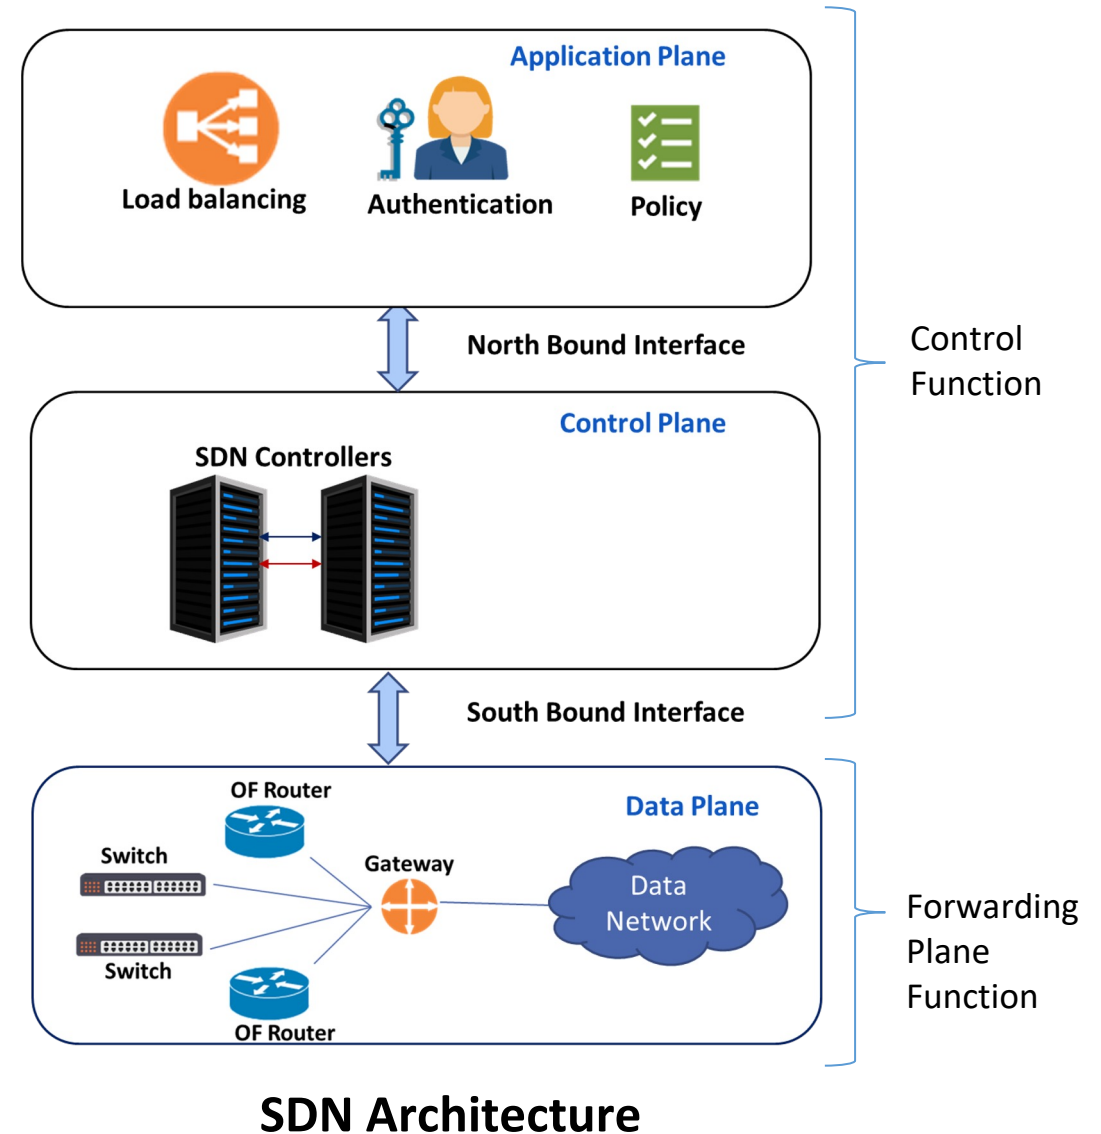 Application Plane
Load balancing
Authentication
Policy
North Bound Interface
Control
Function
Control Plane
SDN Controllers
South Bound Interface
OF Router
Data Plane
Switch
Gateway
Data
Network
Switch
OF Router
Forwarding
Plane
Function
SDN Architecture